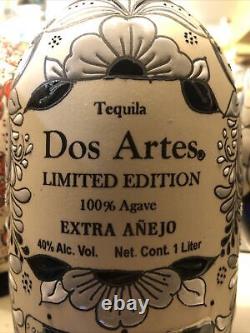 Tequila
Dos Artes®
LIMITED EDITION
100% Agave
EXTRA AÑEJO
40% Alc. Vol. Net. Cont. 1 Liter